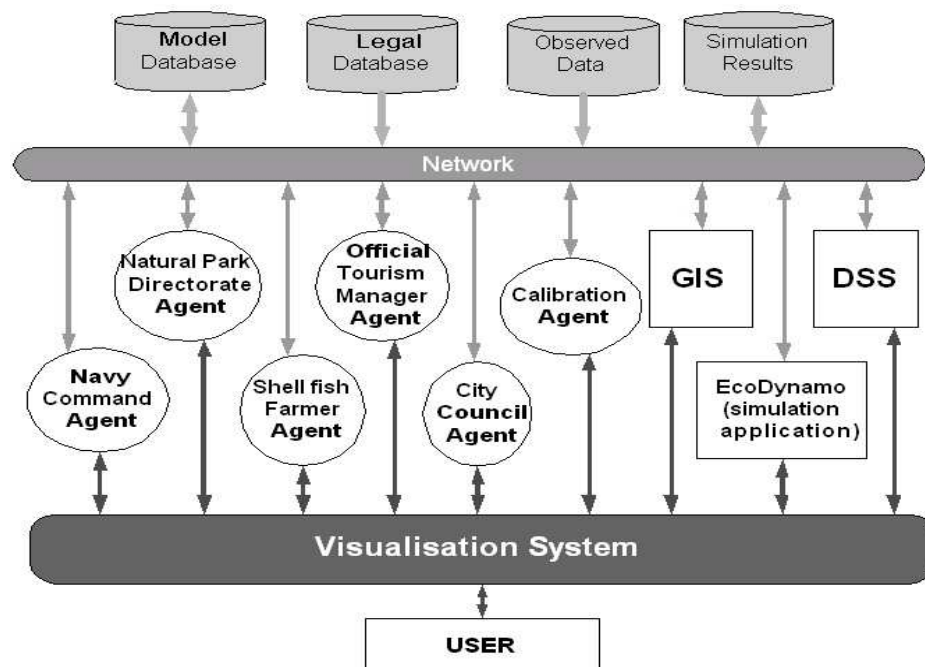 Model
Database
Legal
Database
Observed
Data
Simulation
Results
Network
Natural Park
Directorate
Agent
Official
Tourism
Manager
Agent
Calibration
Agent
GIS
DSS
Navy
Command
Agent
Shell fish
Farmer
Agent
City
Council
Agent
EcoDynamo
(simulation
application)
Visualisation System
USER